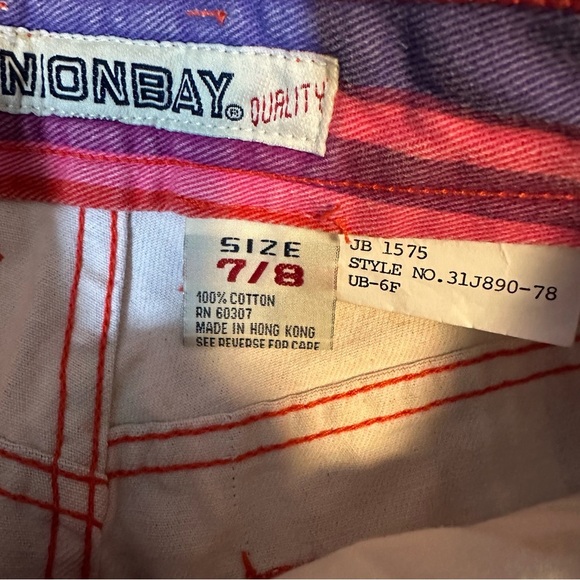 NIONBAY® QUALITY
SIZE
7/8
100% COTTON
RN 60307
MADE IN HONG KONG
SEE REVERSE FOR CARE
JB 1575
STYLE NO.31J890-78
UB-6F